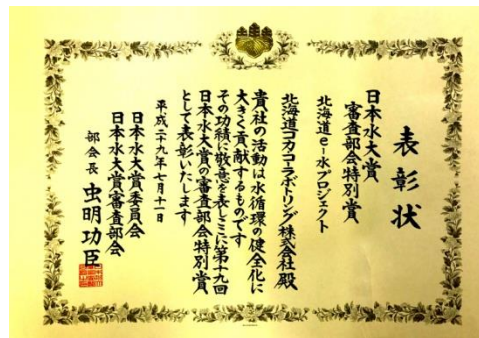 表彰状
日本水大賞
審査部会特別賞
北海道e-水プロジェクト
北海道コカ・コーラボトリング株式会社殿
貴社の活動は水循環の健全化に
大きく貢献するものです
その功績に敬意を表しここに第十九回
日本水大賞の審査部会特別賞
として表彰いたします
平成二十九年七月十一日
日本水大賞委員会
日本水大賞審査部会
部会長 虫明功臣